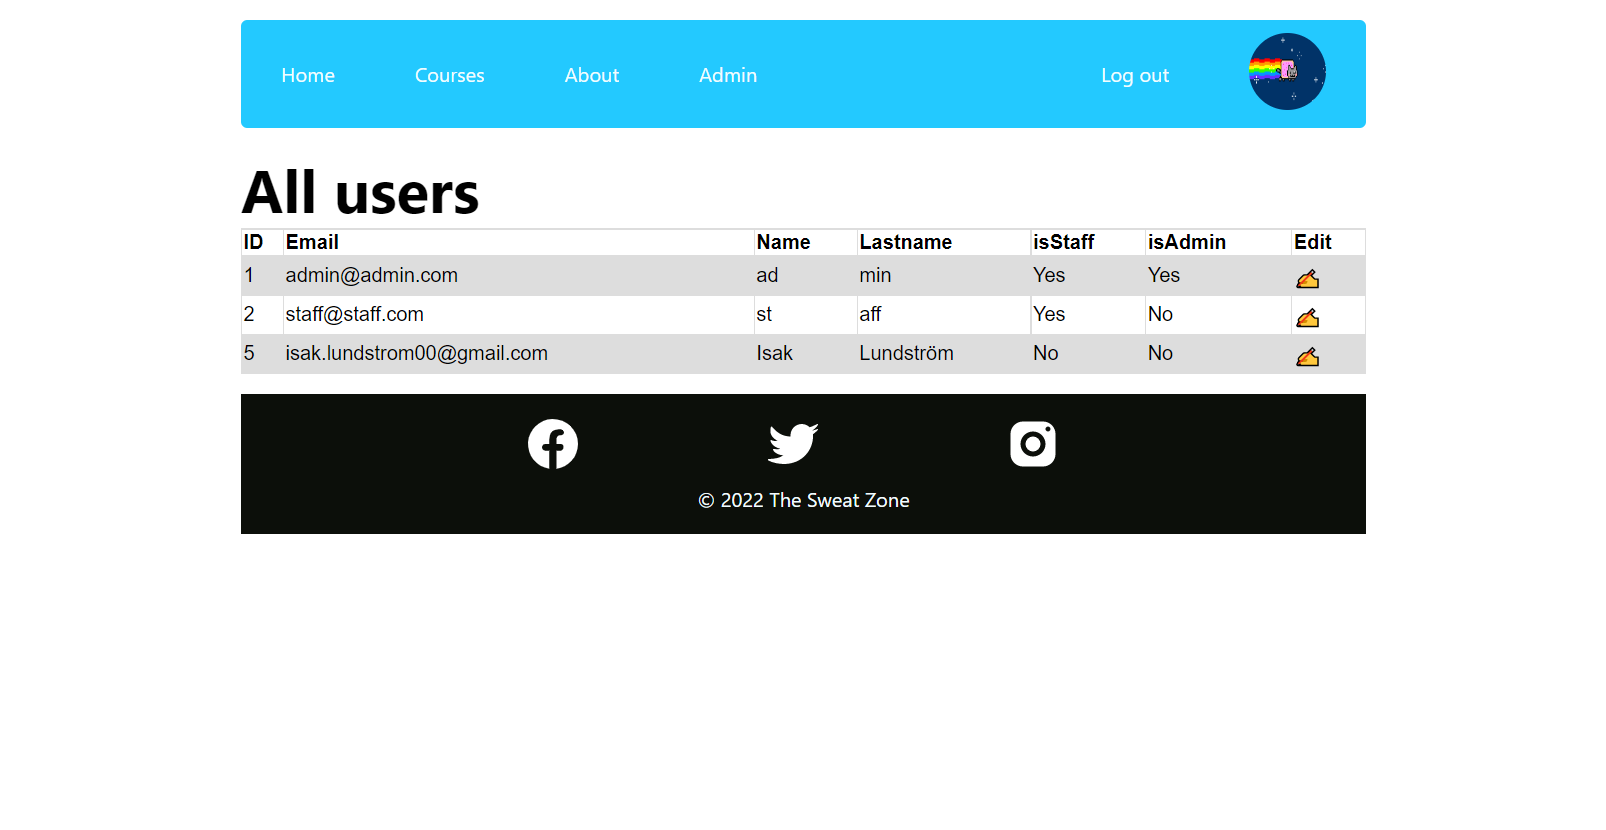 Home Courses About Admin Log out
All users
ID Email Name Lastname isStaff isAdmin Edit
1 admin@admin.com ad min Yes Yes
2 staff@staff.com st aff Yes No
5 isak.lundstrom00@gmail.com Isak Lundström No No
© 2022 The Sweat Zone